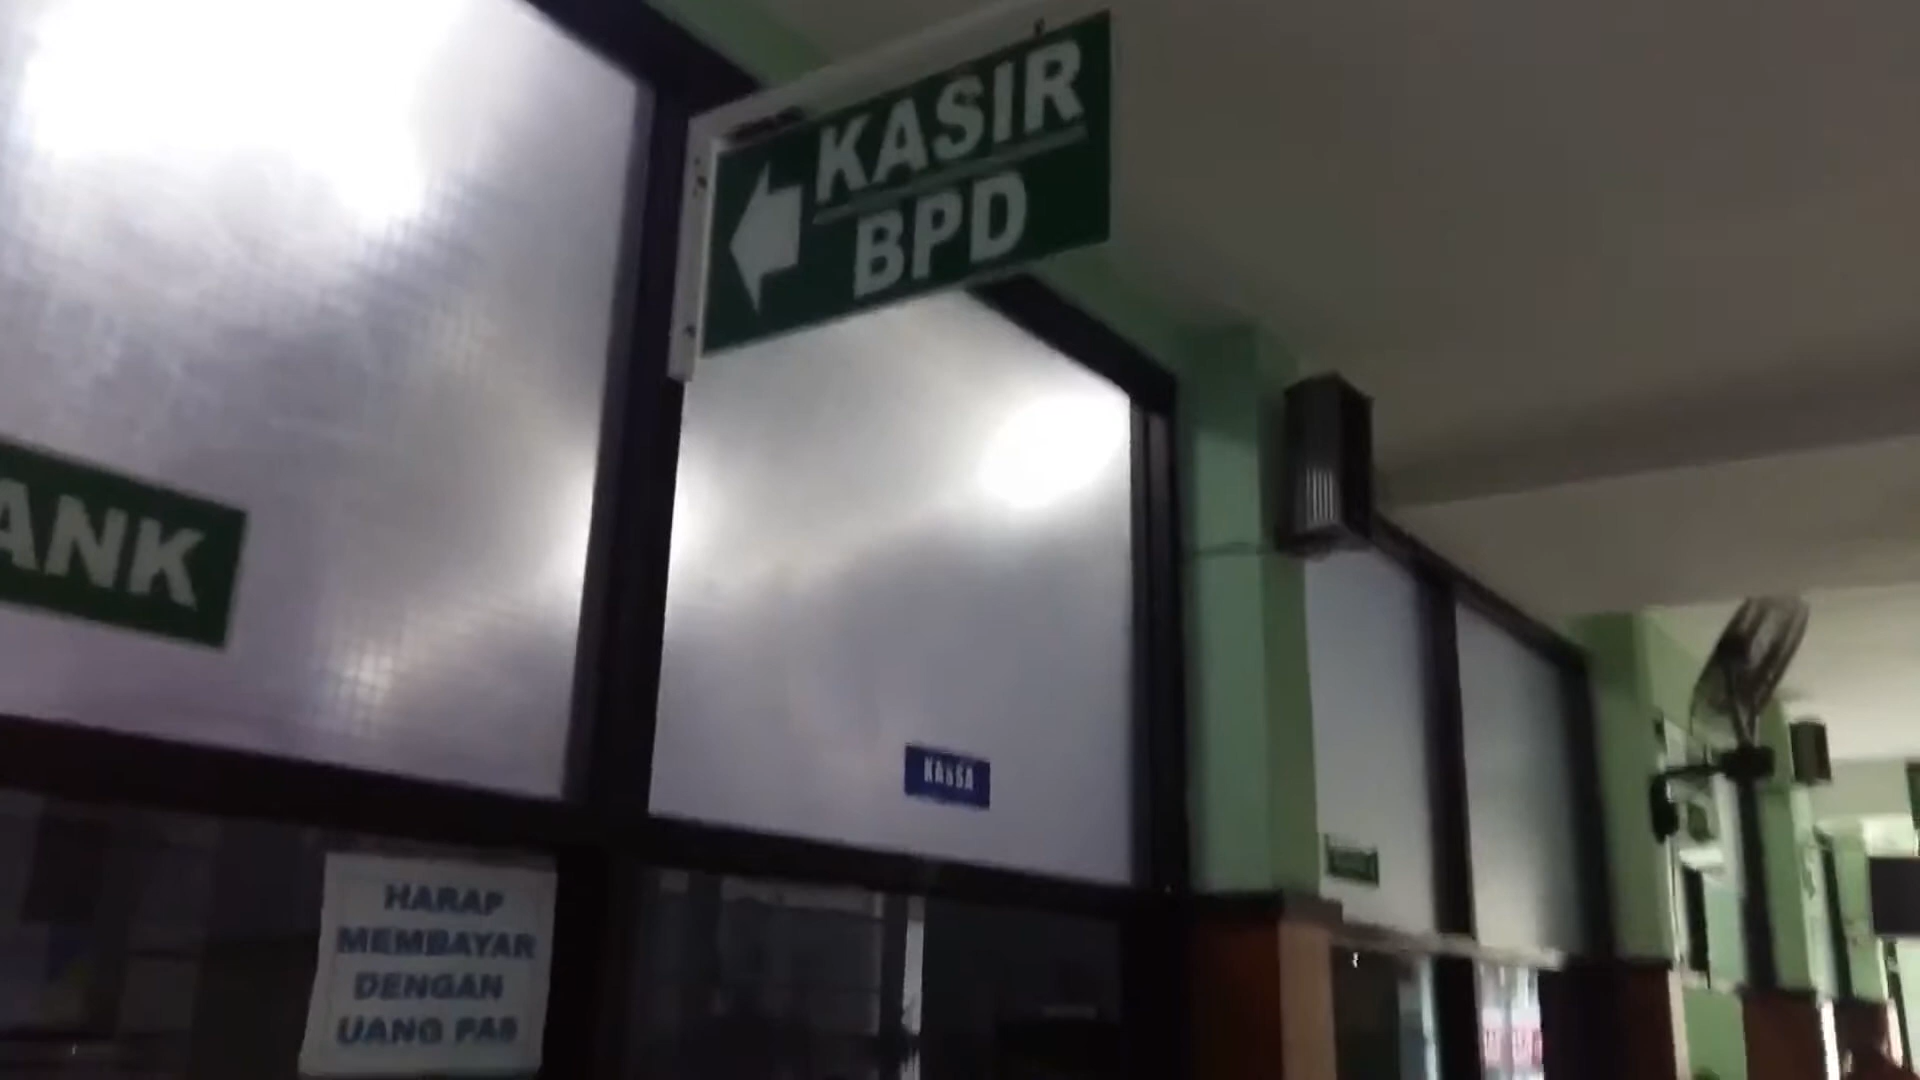 KASIR
BPD
ANK
KASSA
HARAP
MEMBAYAR
DENGAN
UANG PAS